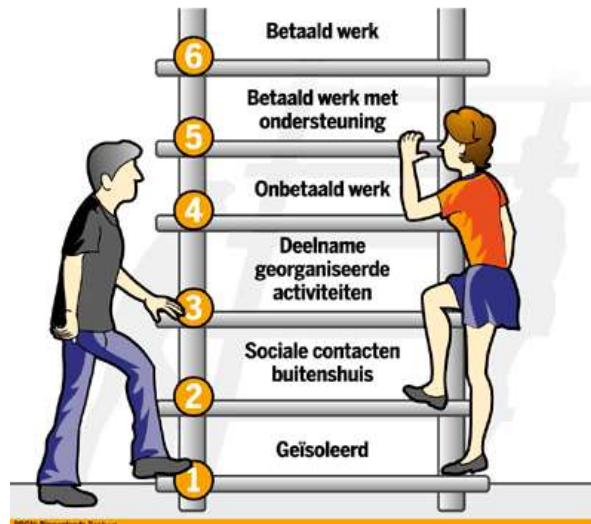 Betaald werk
6
Betaald werk met
ondersteuning
5
Onbetaald werk
4
Deelname
georganiseerde
activiteiten
3
Sociale contacten
buitenshuis
2
Geïsoleerd
1